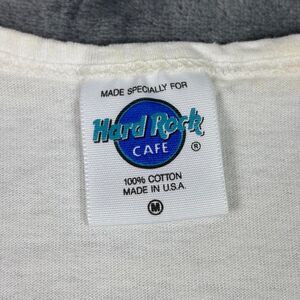 MADE SPECIALLY FOR
Hard Rock
CAFE ®
100% COTTON
MADE IN U.S.A.
M